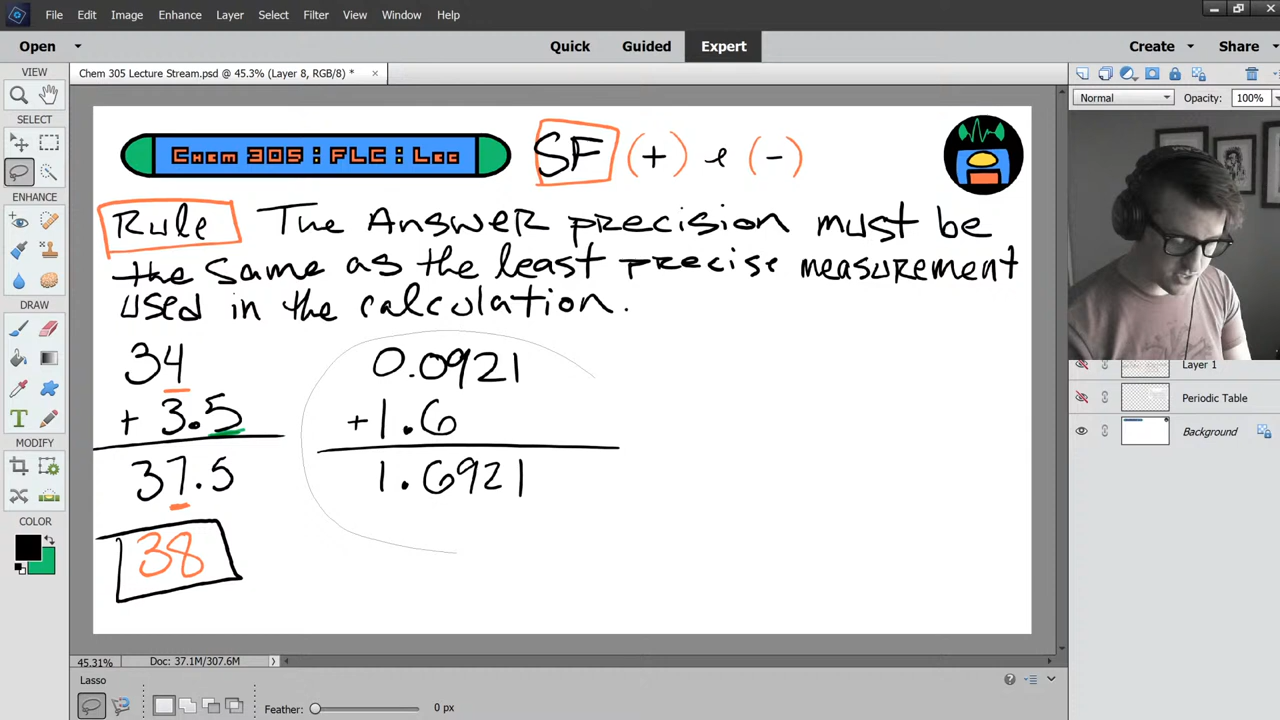 File Edit Image Enhance Layer Select Filter View Window Help
Open Quick Guided Expert Create Share
VIEW
Chem 305 Lecture Stream.psd @ 45.3% (Layer 8, RGB/8) * ×
Normal Opacity: 100%
SELECT
ENHANCE
DRAW
MODIFY
COLOR
Chem 305 : FLC : Lec SF (+) e (-)
Rule The Answer precision must be
the same as the least precise measurement
used in the calculation.
34
+ 3.5
37.5
38
0.0921
+1.6
1.6921
Layer 1
Periodic Table
Background
45.31% Doc: 37.1M/307.6M
Lasso
Feather: 0 px